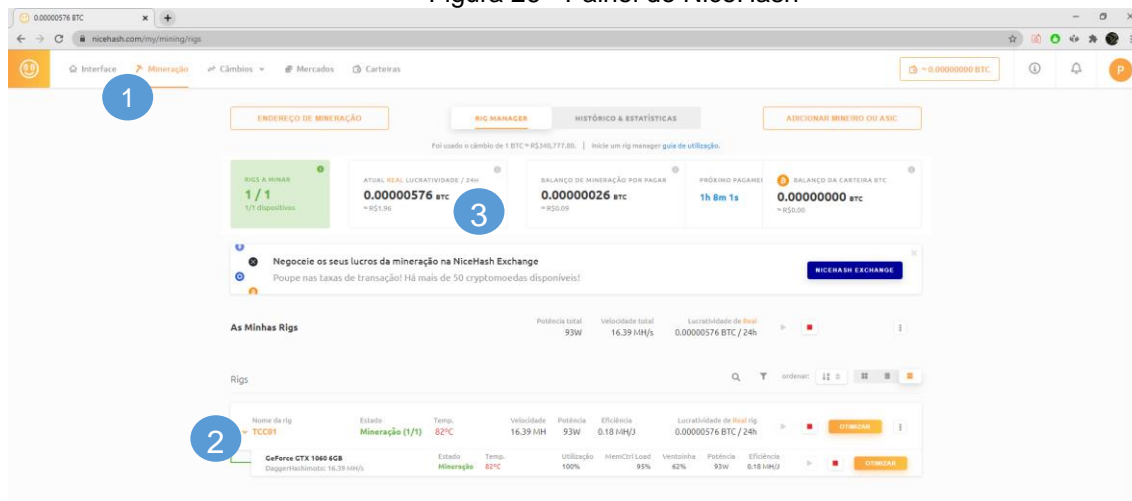 Figura 26 - Painel do NiceHash
0.00000576 BTC
nicehash.com/my/mining/rigs
Interface Mineração Câmbios Mercados Carteiras ≈ 0.00000000 BTC P
1
ENDEREÇO DE MINERAÇÃO RIG MANAGER HISTÓRICO & ESTATÍSTICAS ADICIONAR MINEIRO OU ASIC
Foi usado o câmbio de 1 BTC = R$340,777.80. | Inicie um rig manager guia de utilização.
RIGS A MINAR ATUAL REAL LUCRATIVIDADE / 24H BALANÇO DE MINERAÇÃO POR PAGAR PRÓXIMO PAGAME BALANÇO DA CARTEIRA BTC
1 / 1 0.00000576 BTC 0.00000026 BTC 1h 8m 1s 0.00000000 BTC
1/1 dispositivos ≈ R$1.96 ≈ R$0.09 ≈ R$0.00
3
Negoceie os seus lucros da mineração na NiceHash Exchange
Poupe nas taxas de transação! Há mais de 50 cryptomoedas disponíveis!
NICEHASH EXCHANGE
As Minhas Rigs
Potência total Velocidade total Lucratividade de Real
93W 16.39 MH/s 0.00000576 BTC / 24h
Rigs ordenar:
2
Nome da rig Estado Temp. Velocidade Potência Eficiência Lucratividade de Real rig
TCC01 Mineração (1/1) 82ºC 16.39 MH 93W 0.18 MH/J 0.00000576 BTC / 24h OTIMIZAR
GeForce GTX 1060 6GB Estado Temp. Utilização MemCtrl Load Ventoinha Potência Eficiência
DaggerHashimoto: 16.39 MH/s Mineração 82ºC 100% 95% 62% 93W 0.18 MH/J OTIMIZAR